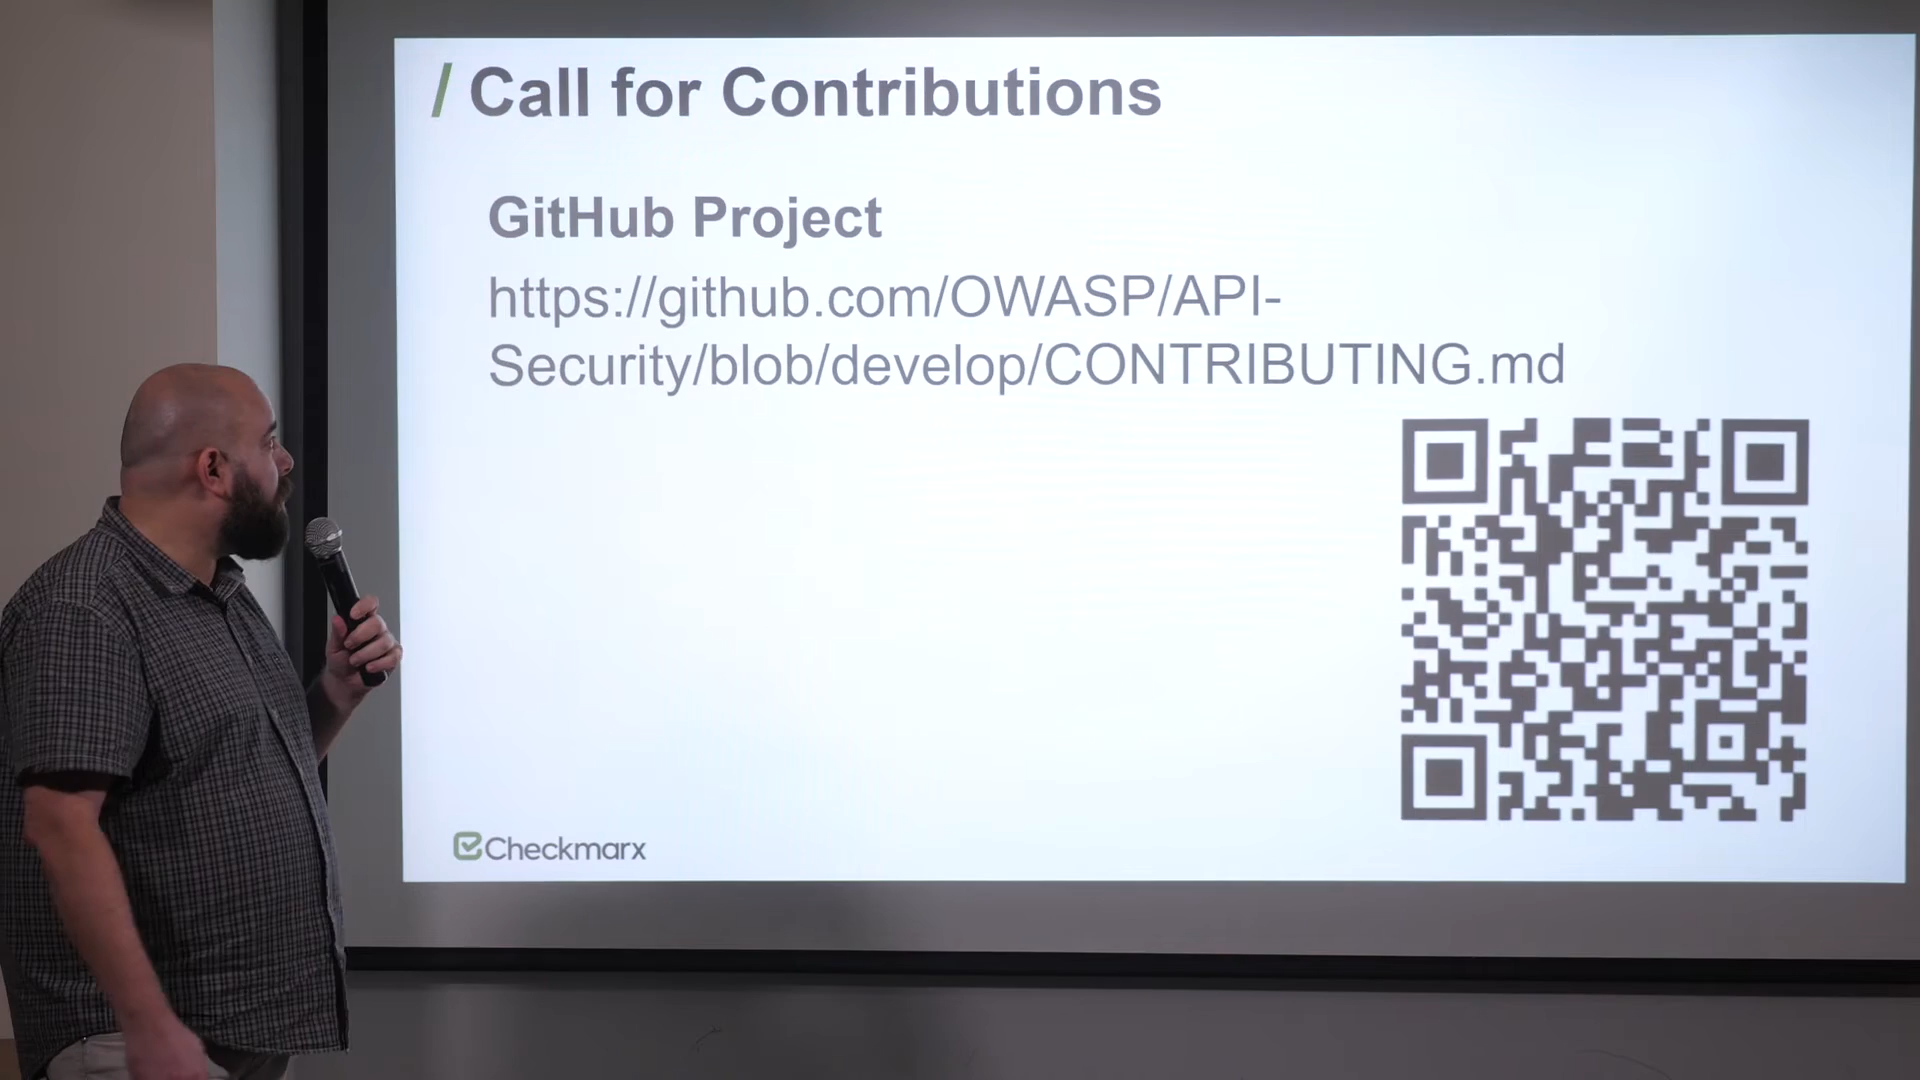 / Call for Contributions
GitHub Project
https://github.com/OWASP/API-
Security/blob/develop/CONTRIBUTING.md
Checkmarx